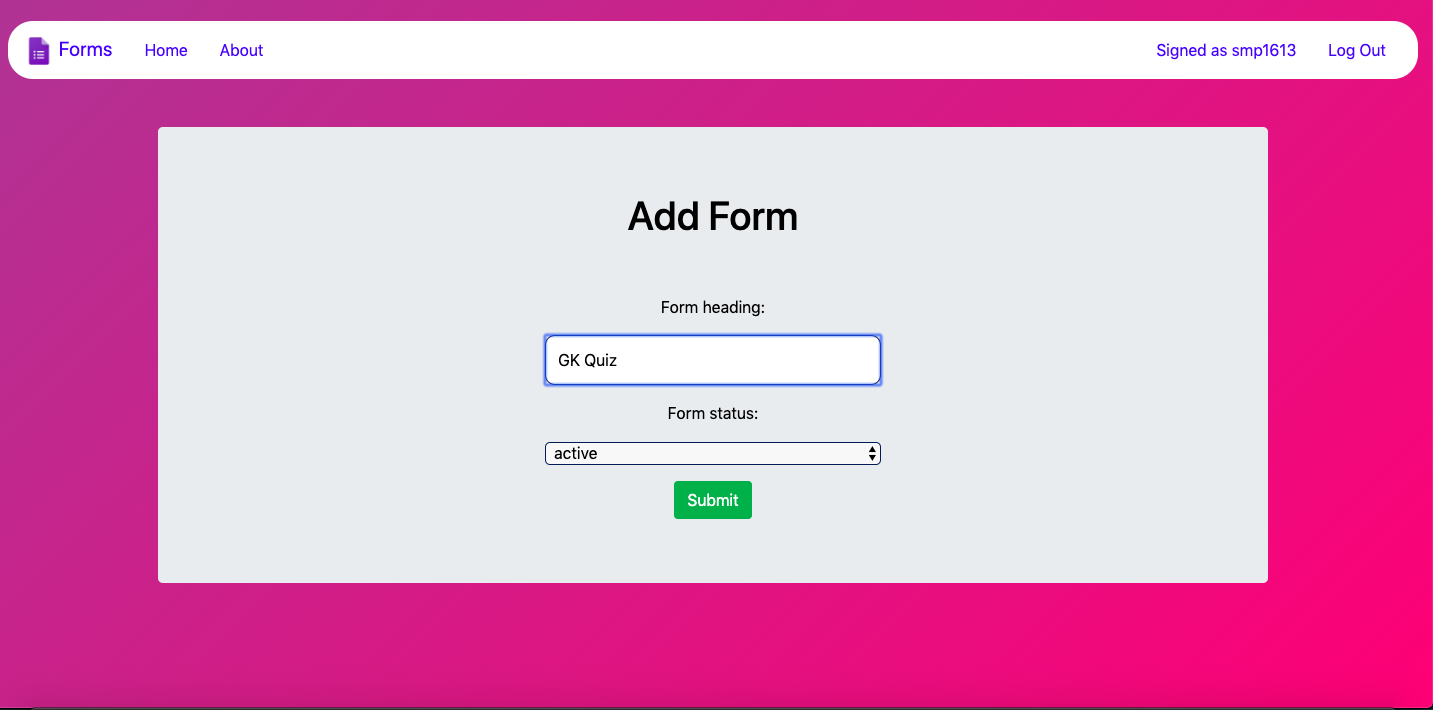 Forms Home About Signed as smp1613 Log Out
Add Form
Form heading:
GK Quiz
Form status:
active
Submit